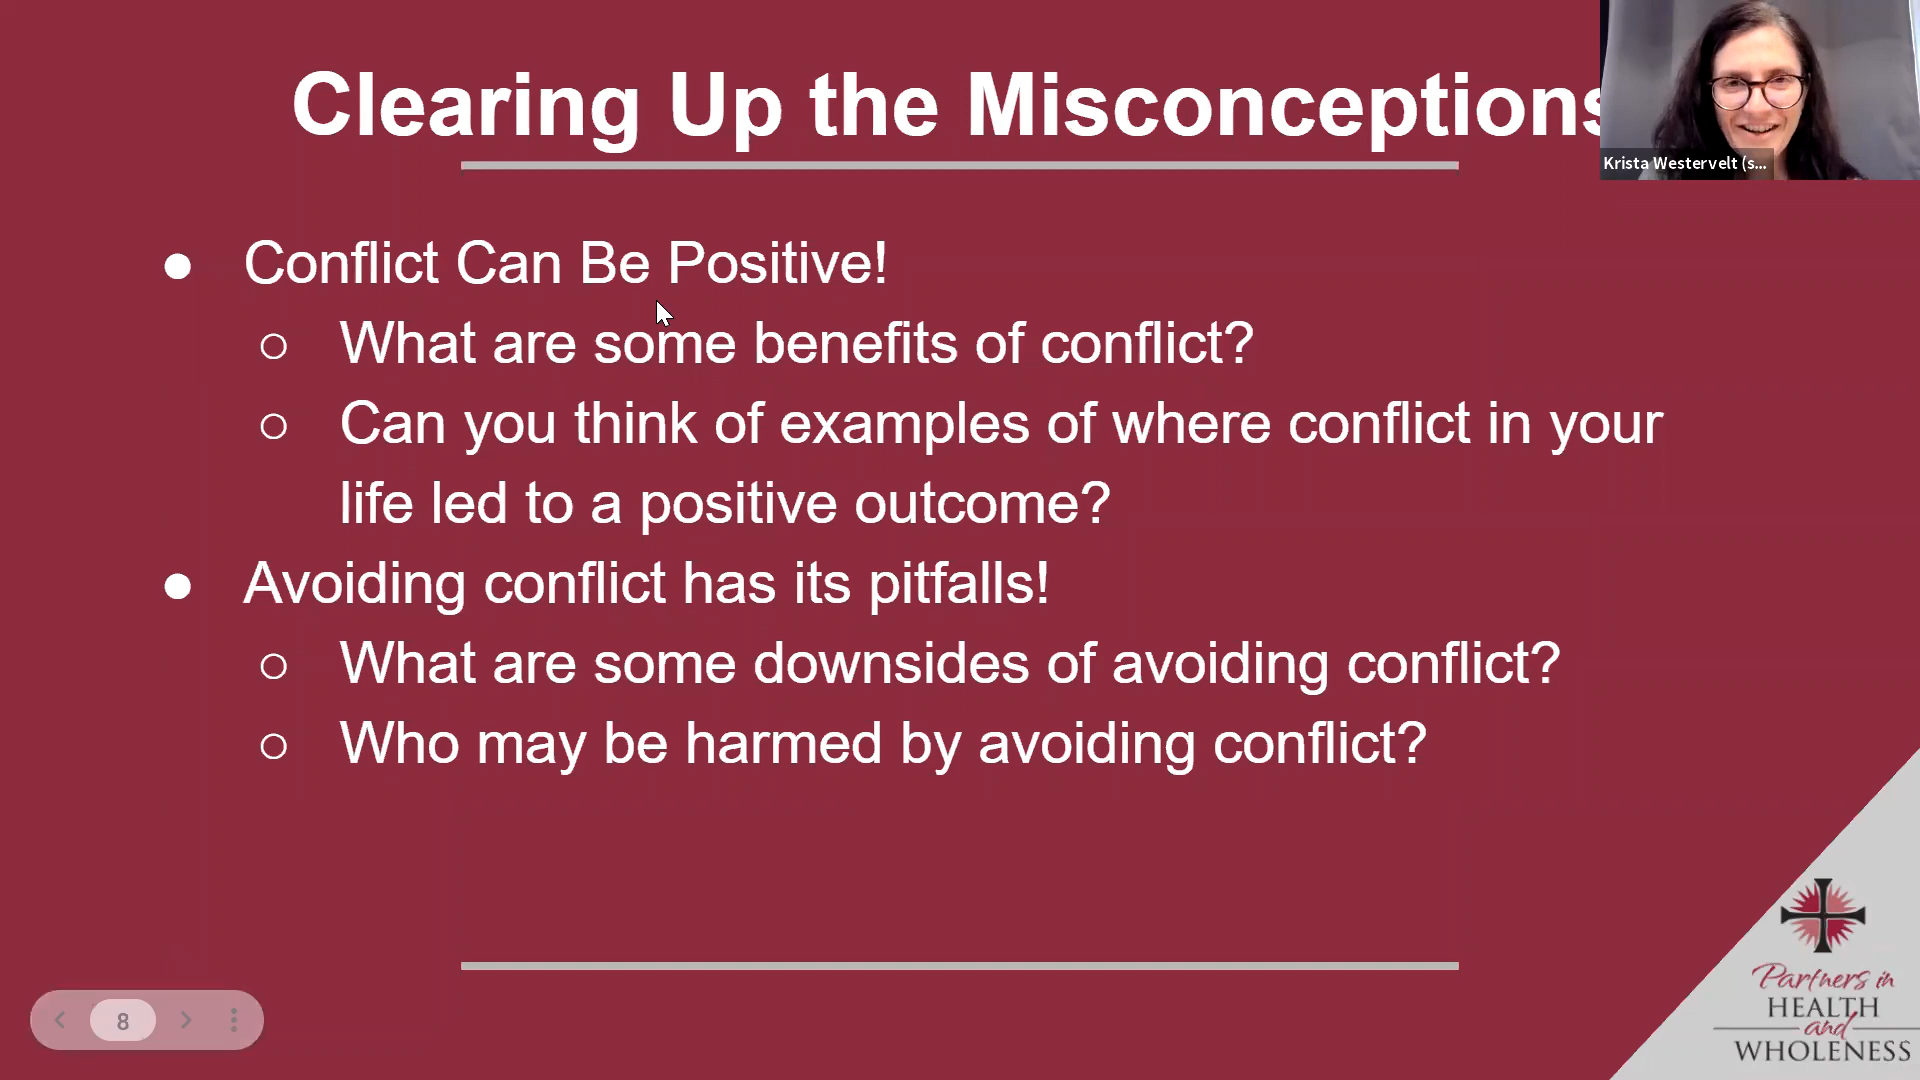 Clearing Up the Misconceptions
Krista Westervelt (s...
● Conflict Can Be Positive!
○ What are some benefits of conflict?
○ Can you think of examples of where conflict in your
life led to a positive outcome?
● Avoiding conflict has its pitfalls!
○ What are some downsides of avoiding conflict?
○ Who may be harmed by avoiding conflict?
8
Partners in
HEALTH
and
WHOLENESS